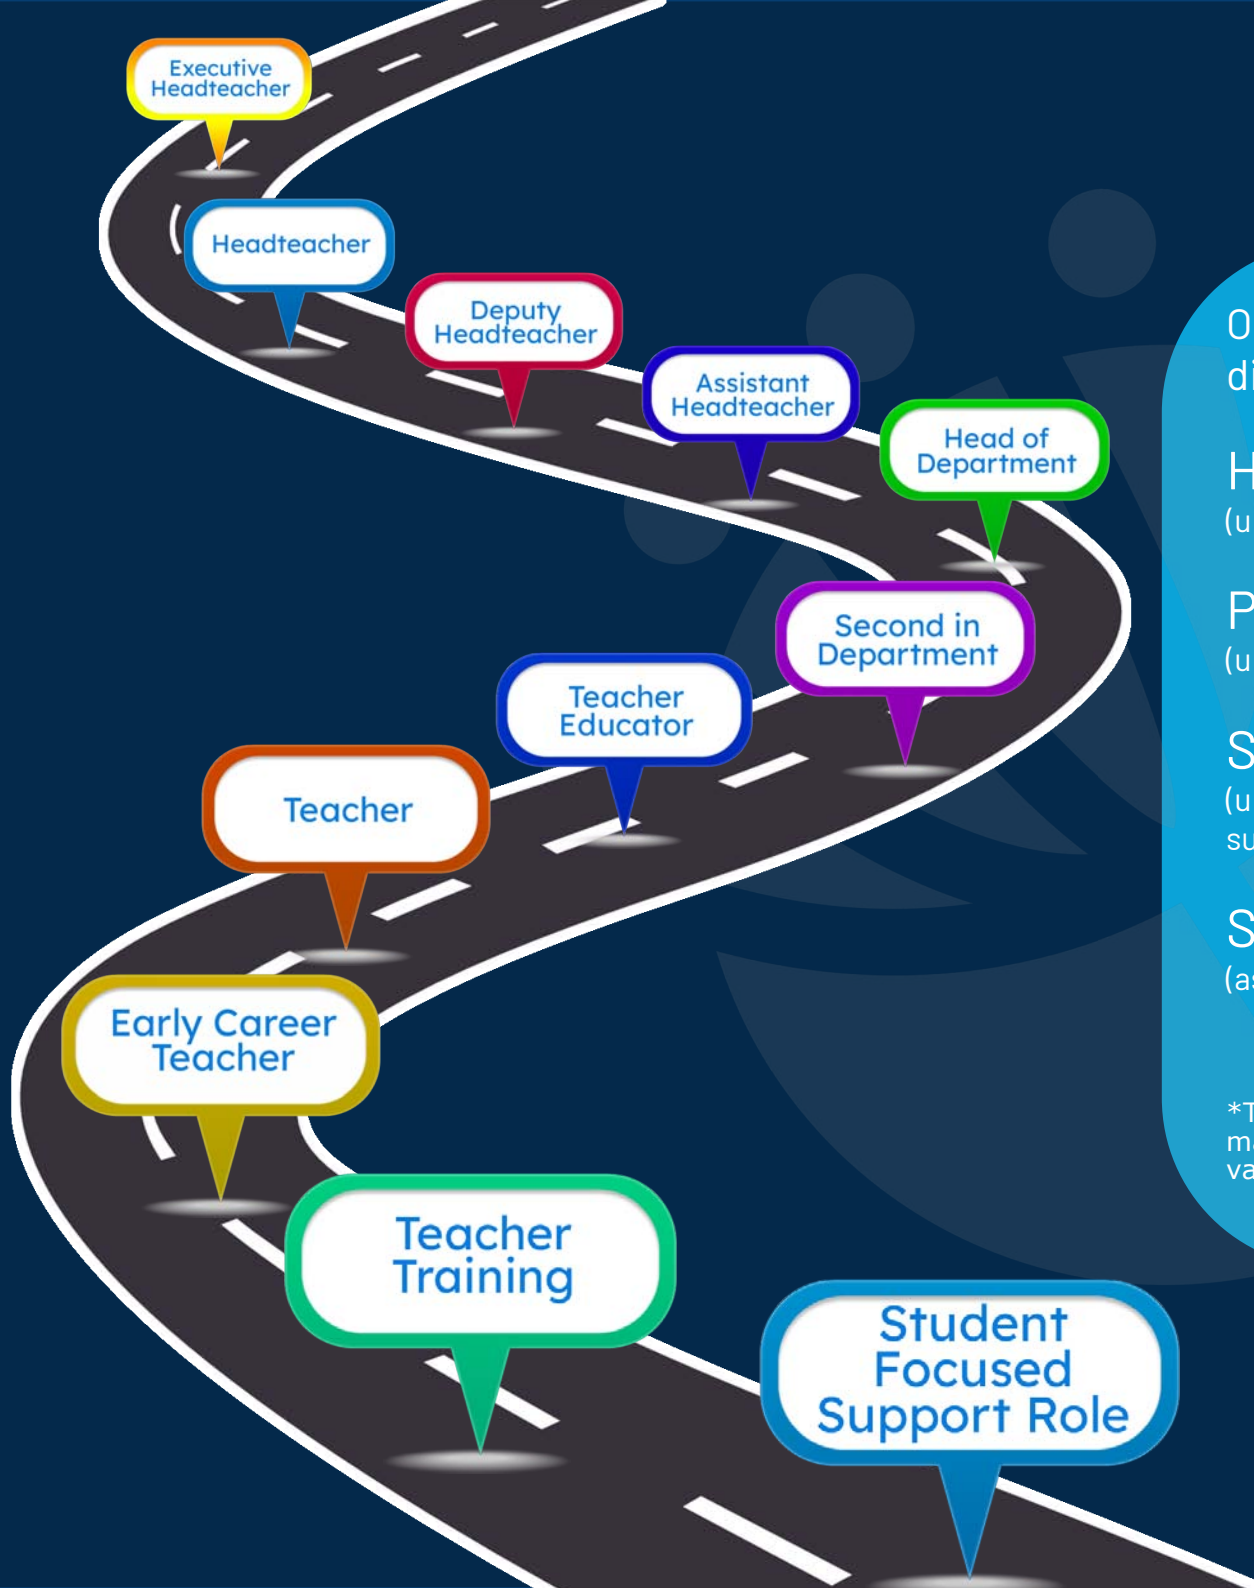 Executive
Headteacher
Headteacher
Deputy
Headteacher
Assistant
Headteacher
Head of
Department
Second in
Department
Teacher
Educator
Teacher
Early Career
Teacher
Teacher
Training
Student
Focused
Support Role